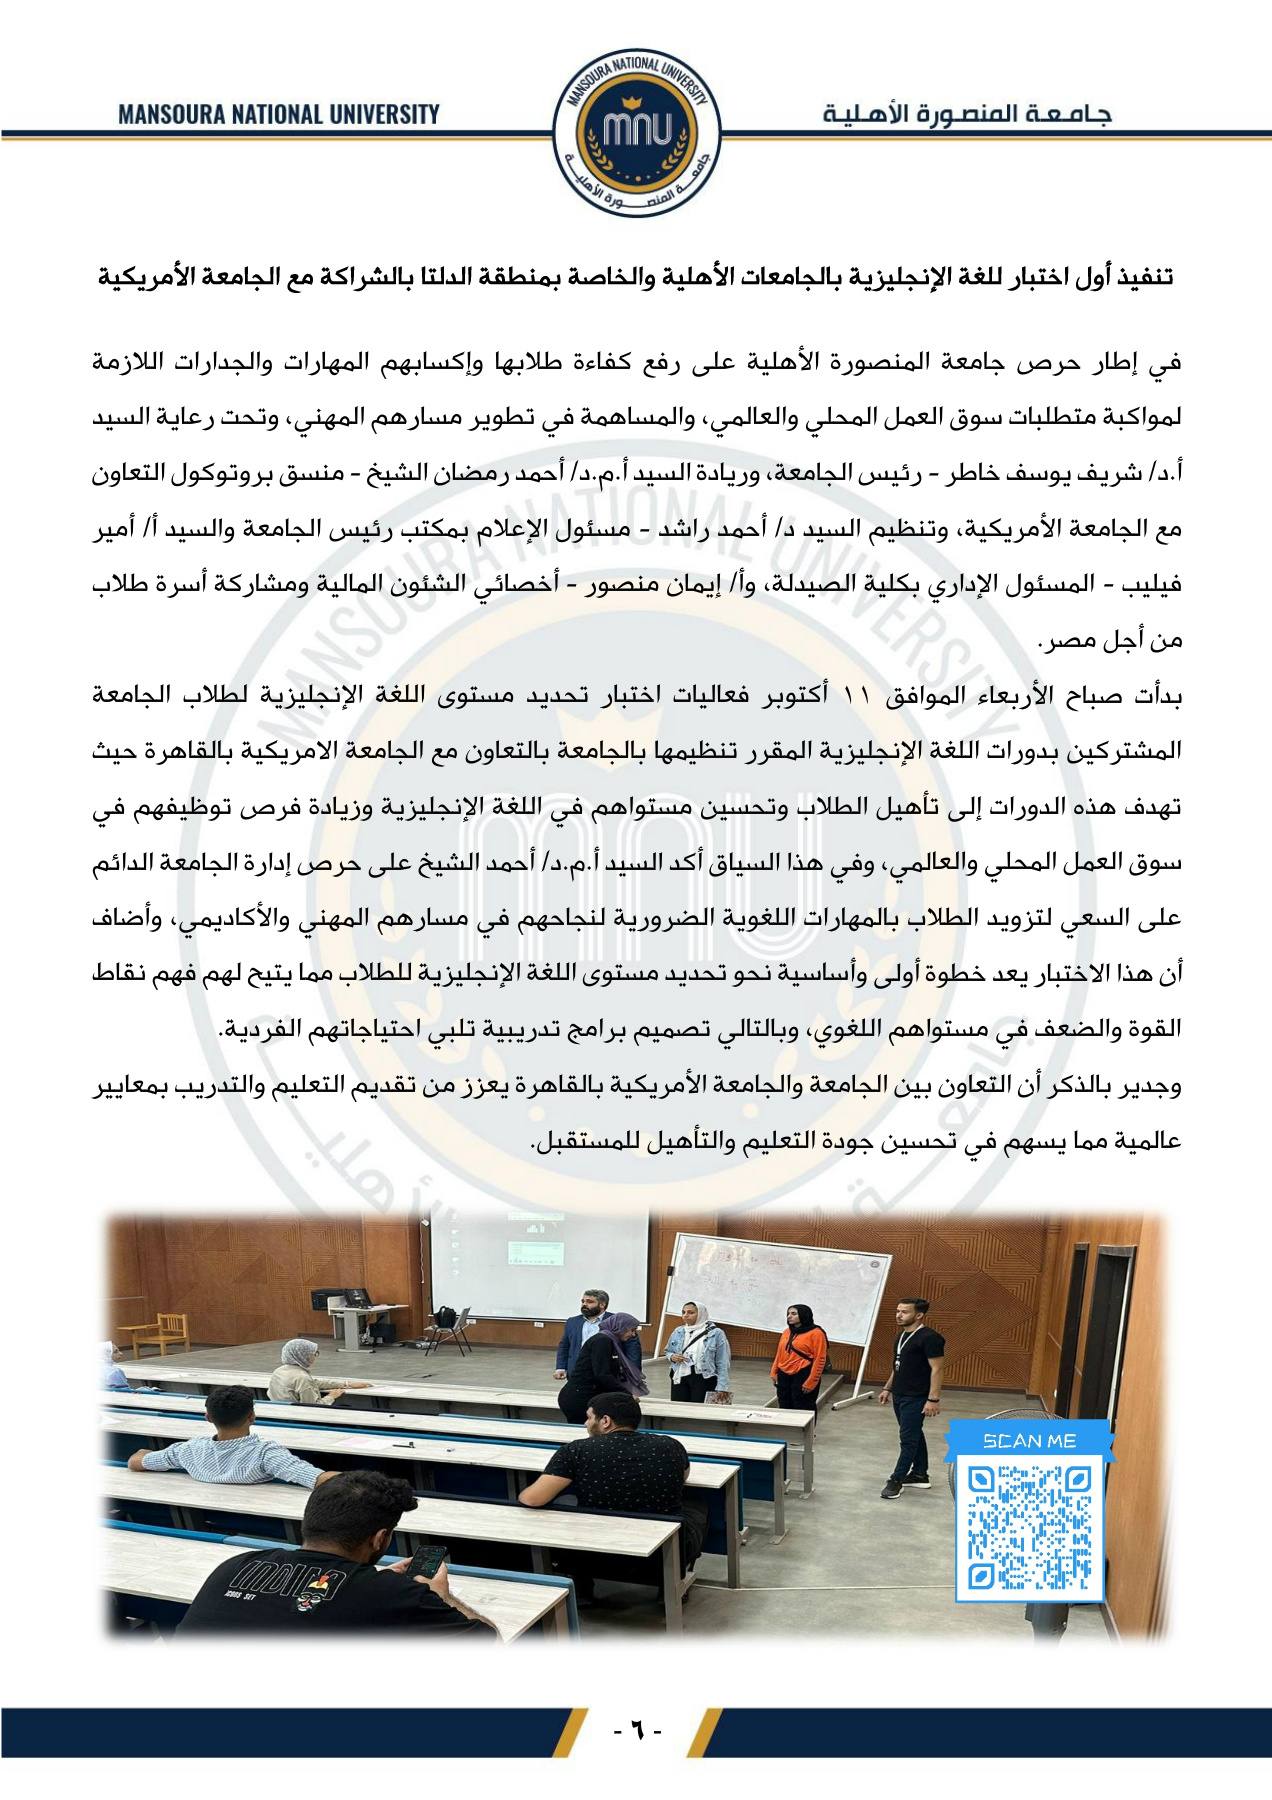 MANSOURA NATIONAL UNIVERSITY
جامعة المنصورة الأهلية
MANSOURA NATIONAL UNIVERSITY
mnu
جامعة المنصورة الأهلية
تنفيذ أول اختبار للغة الإنجليزية بالجامعات الأهلية والخاصة بمنطقة الدلتا بالشراكة مع الجامعة الأمريكية
في إطار حرص جامعة المنصورة الأهلية على رفع كفاءة طلابها وإكسابهم المهارات والجدارات اللازمة
لمواكبة متطلبات سوق العمل المحلي والعالمي، والمساهمة في تطوير مسارهم المهني، وتحت رعاية السيد
أ.د/ شريف يوسف خاطر - رئيس الجامعة، وريادة السيد أ.م.د/ أحمد رمضان الشيخ - منسق بروتوكول التعاون
مع الجامعة الأمريكية، وتنظيم السيد د/ أحمد راشد - مسئول الإعلام بمكتب رئيس الجامعة والسيد أ/ أمير
فيليب - المسئول الإداري بكلية الصيدلة، وأ/ إيمان منصور - أخصائي الشئون المالية ومشاركة أسرة طلاب
من أجل مصر.
بدأت صباح الأربعاء الموافق ١١ أكتوبر فعاليات اختبار تحديد مستوى اللغة الإنجليزية لطلاب الجامعة
المشتركين بدورات اللغة الإنجليزية المقرر تنظيمها بالجامعة بالتعاون مع الجامعة الامريكية بالقاهرة حيث
تهدف هذه الدورات إلى تأهيل الطلاب وتحسين مستواهم في اللغة الإنجليزية وزيادة فرص توظيفهم في
سوق العمل المحلي والعالمي، وفي هذا السياق أكد السيد أ.م.د/ أحمد الشيخ على حرص إدارة الجامعة الدائم
على السعي لتزويد الطلاب بالمهارات اللغوية الضرورية لنجاحهم في مسارهم المهني والأكاديمي، وأضاف
أن هذا الاختبار يعد خطوة أولى وأساسية نحو تحديد مستوى اللغة الإنجليزية للطلاب مما يتيح لهم فهم نقاط
القوة والضعف في مستواهم اللغوي، وبالتالي تصميم برامج تدريبية تلبي احتياجاتهم الفردية.
وجدير بالذكر أن التعاون بين الجامعة والجامعة الأمريكية بالقاهرة يعزز من تقديم التعليم والتدريب بمعايير
عالمية مما يسهم في تحسين جودة التعليم والتأهيل للمستقبل.
SCAN ME
ICONS SET
- ٦ -